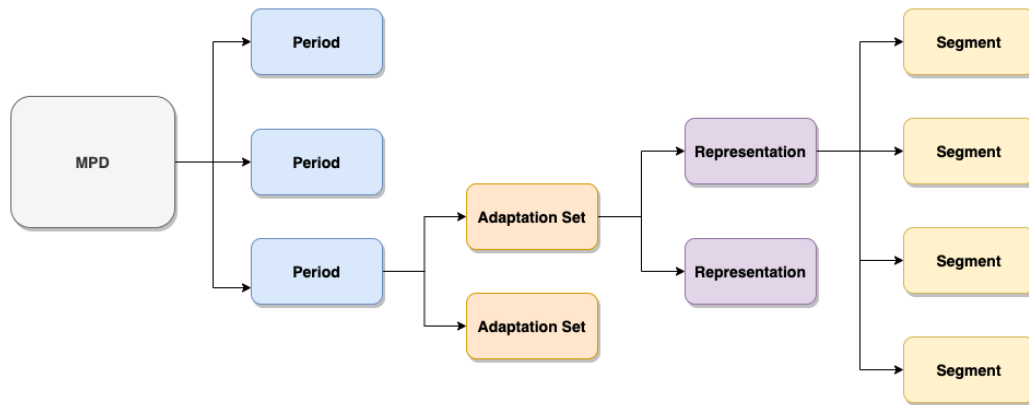 MPD
Period
Period
Period
Adaptation Set
Adaptation Set
Representation
Representation
Segment
Segment
Segment
Segment